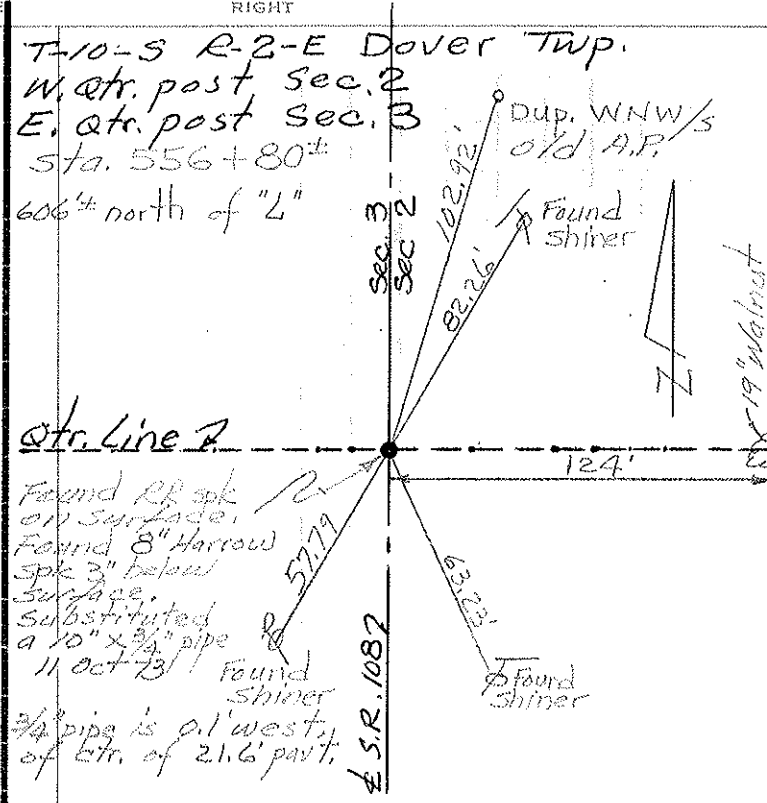 RIGHT
T-10-S R-2-E Dover Twp.
W. Qtr. post Sec. 2
E. Qtr. post Sec. 3
Sta. 556+80±
606'± north of "L"
Dup. WNW/s
old A.P.
102.92'
Found
Shiner
82.26'
Sec 3
Sec 2
19" Walnut
Qtr. Line
124'
Found RR spk
on surface.
Found 8" Harrow
spk 3" below
surface.
Substituted
a 10" x 3/4" pipe
11 Oct 73
57.79
63.23'
Found
Shiner
Found
Shiner
3/4" pipe is 0.1' west
of ctr. of 21.6' pavt.
℄ S.R. 1087